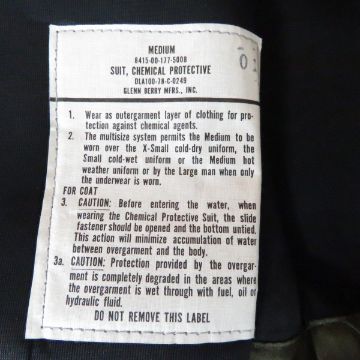 MEDIUM
8415-00-177-5008
SUIT, CHEMICAL PROTECTIVE
DLA100-78-C-0249
GLENN BERRY MFRS., INC.
1. Wear as outergarment layer of clothing for pro-
tection against chemical agents.
2. The multisize system permits the Medium to be
worn over the X-Small cold-dry uniform, the
Small cold-wet uniform or the Medium hot
weather uniform or by the Large man when only
the underwear is worn.
FOR COAT
3. CAUTION: Before entering the water, when
wearing the Chemical Protective Suit, the slide
fastener should be opened and the bottom untied.
This action will minimize accumulation of water
between overgarment and the body.
3a. CAUTION: Protection provided by the overgar-
ment is completely degraded in the areas where
the overgarment is wet through with fuel, oil or
hydraulic fluid.
DO NOT REMOVE THIS LABEL